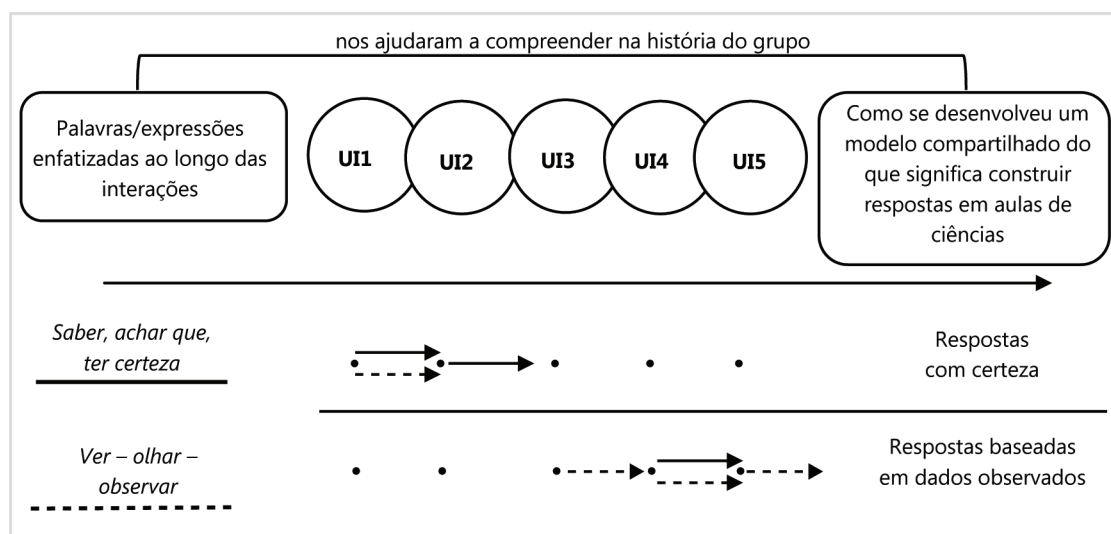 nos ajudaram a compreender na história do grupo
Palavras/expressões
enfatizadas ao longo das
interações
UI1
UI2
UI3
UI4
UI5
Como se desenvolveu um
modelo compartilhado do
que significa construir
respostas em aulas de
ciências
Saber, achar que,
ter certeza
Respostas
com certeza
Ver – olhar –
observar
Respostas baseadas
em dados observados